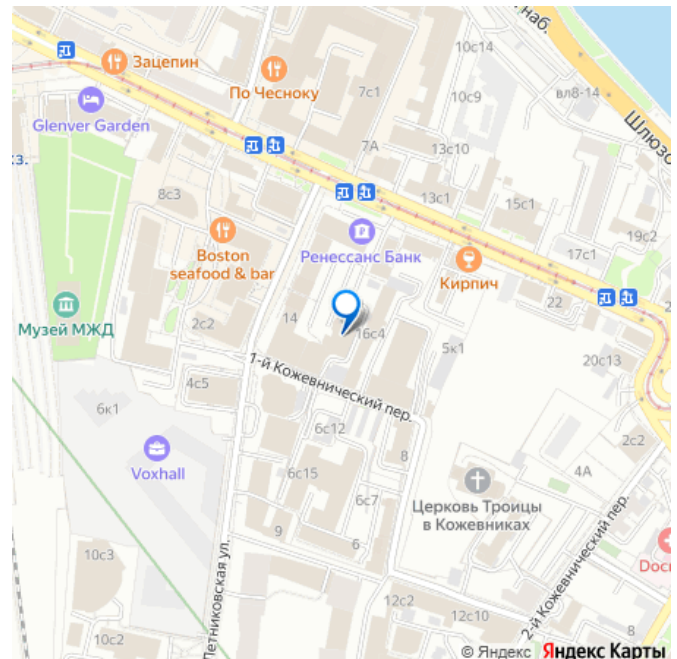 наб.
10с14
Зацепин
По Чесноку
7с1
10с9
вл8-14
Glenver Garden
Шлюзо
кз.
7А
13с10
8с3
13с1
15с1
19с2
17с1
Boston
seafood & bar
Ренессанс Банк
Кирпич
22
Музей МЖД
2с2
14
16с4
5к1
20с13
1-й Кожевнический пер.
4с5
6к1
6с12
2с2
Voxhall
8
4А
6с15
6с7
Церковь Троицы
в Кожевниках
9
6
10с3
Летниковская ул.
2-й Кожевнический пер.
Docк
12с2
12с10
8
10с2
© Яндекс Яндекс Карты